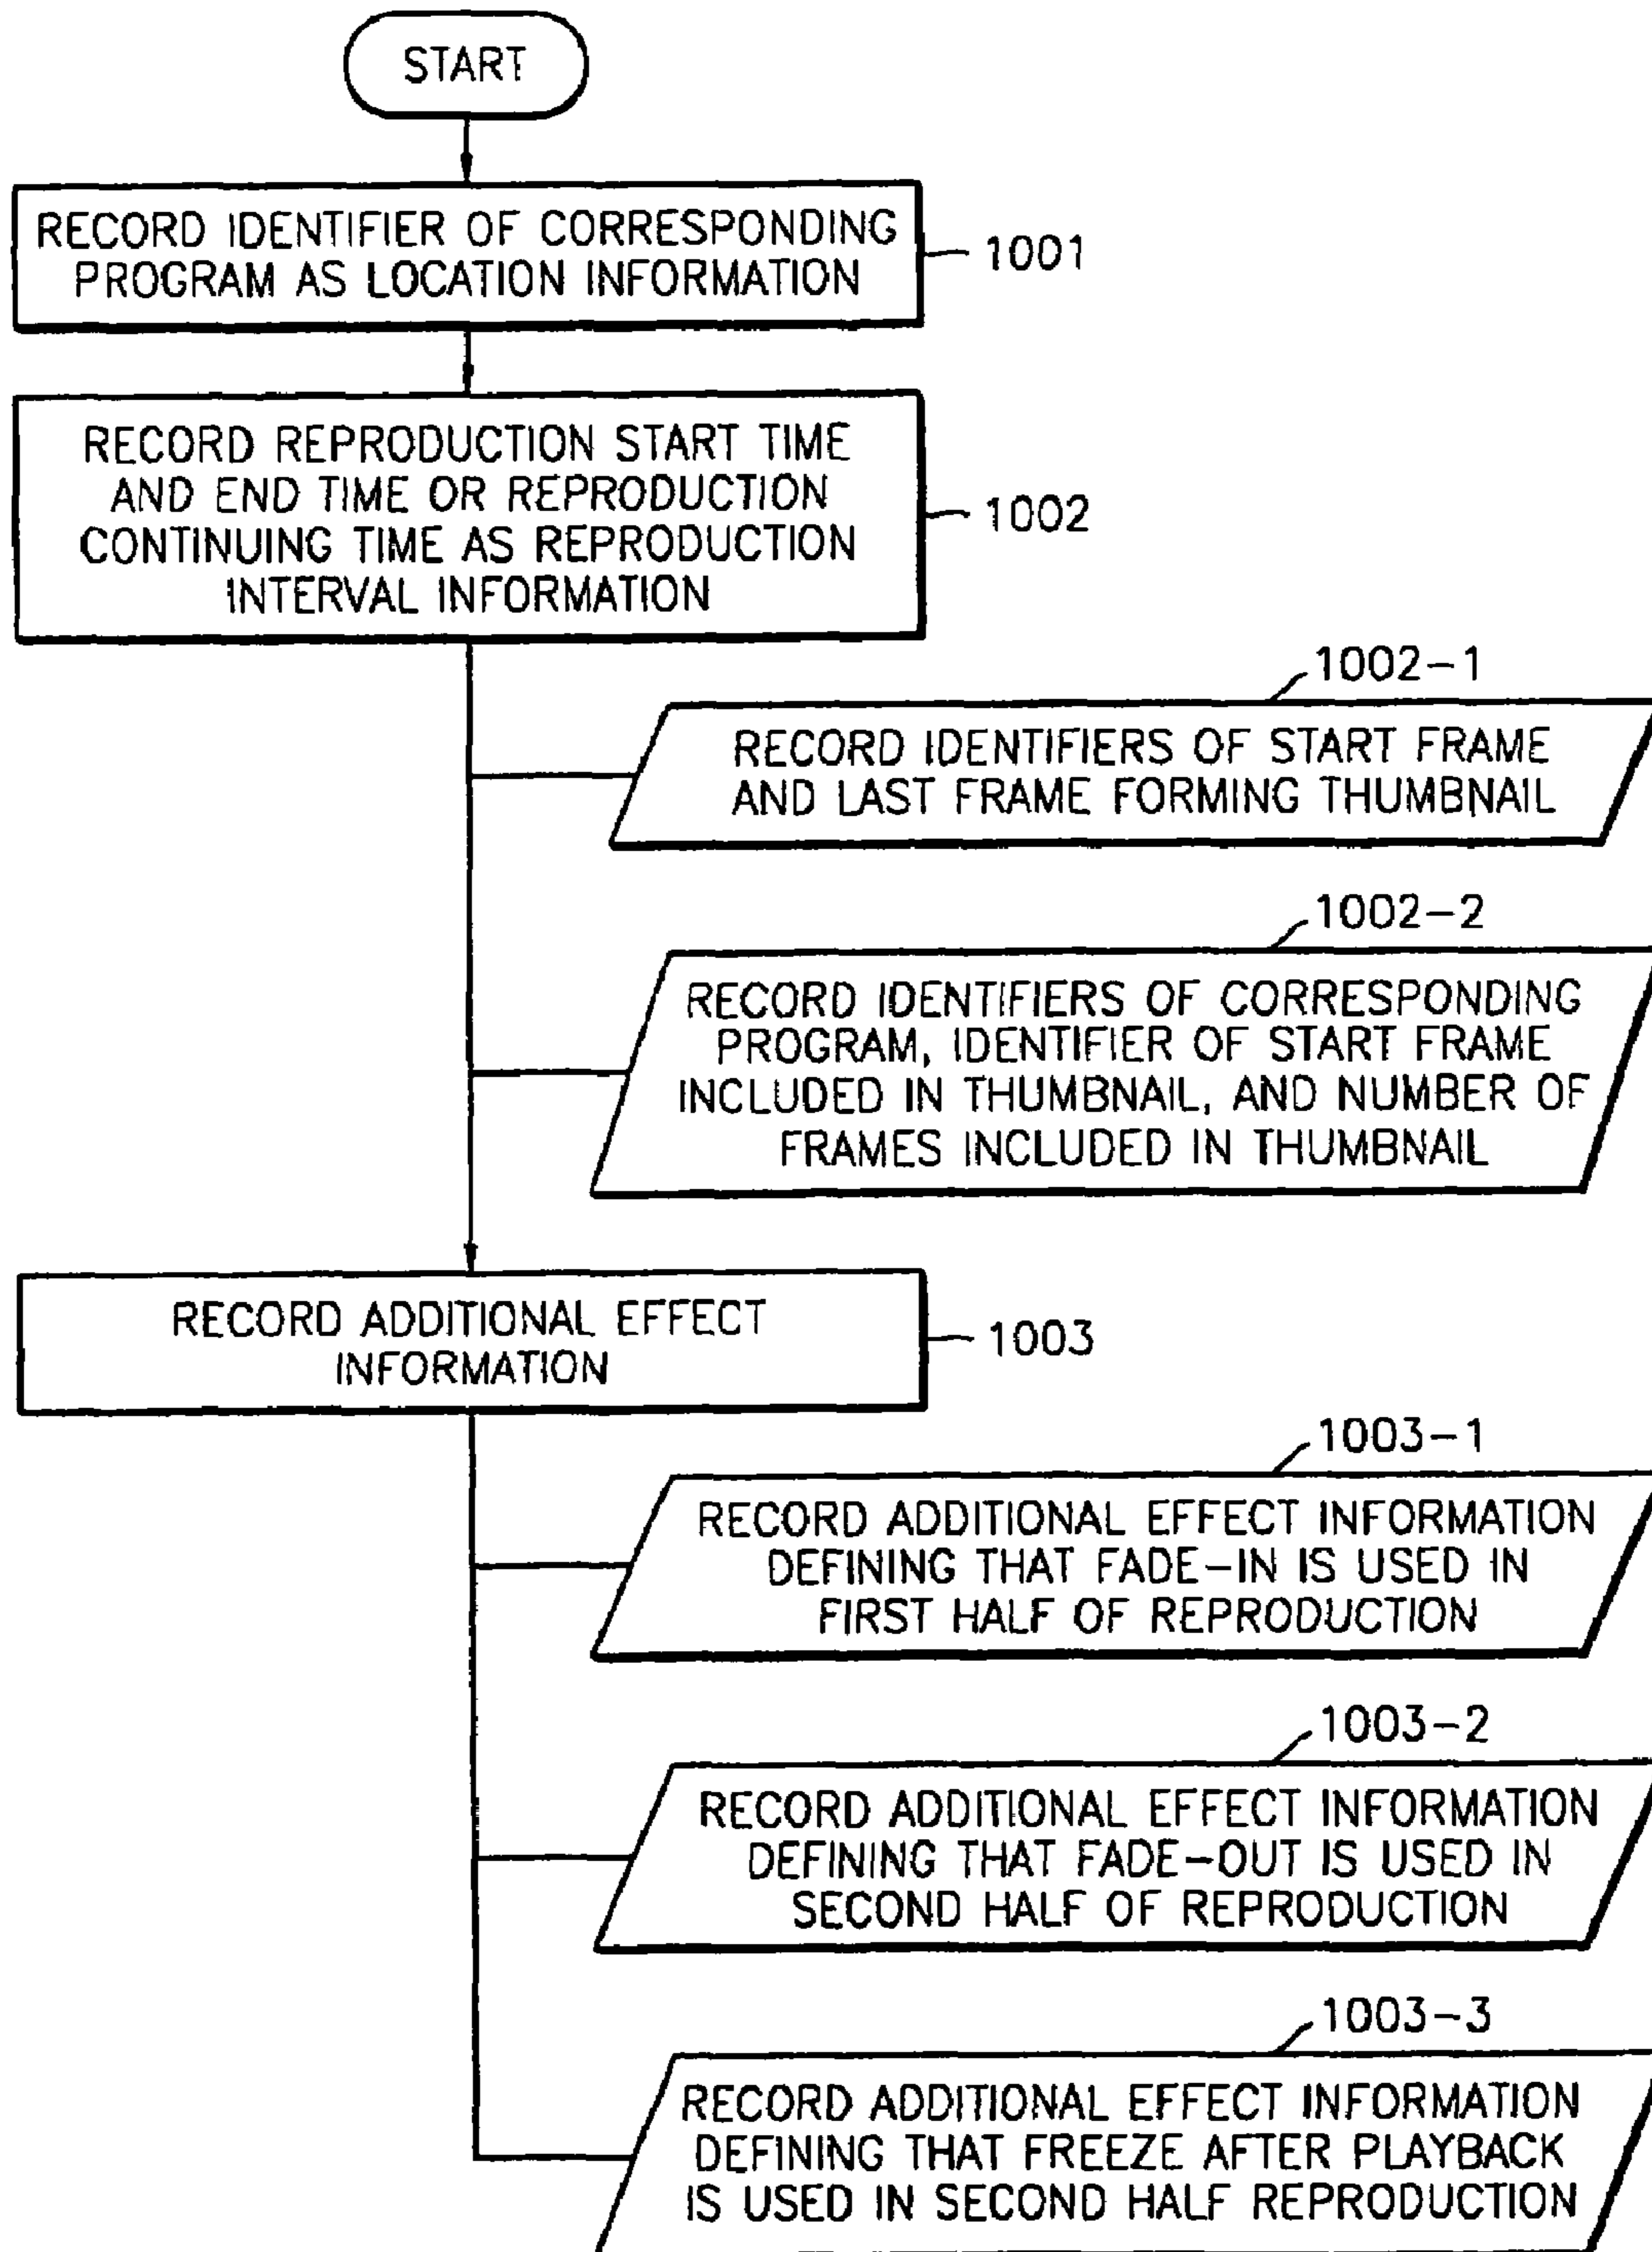 START
RECORD IDENTIFIER OF CORRESPONDING
PROGRAM AS LOCATION INFORMATION
1001
RECORD REPRODUCTION START TIME
AND END TIME OR REPRODUCTION
CONTINUING TIME AS REPRODUCTION
INTERVAL INFORMATION
1002
1002-1
RECORD IDENTIFIERS OF START FRAME
AND LAST FRAME FORMING THUMBNAIL
1002-2
RECORD IDENTIFIERS OF CORRESPONDING
PROGRAM, IDENTIFIER OF START FRAME
INCLUDED IN THUMBNAIL, AND NUMBER OF
FRAMES INCLUDED IN THUMBNAIL
RECORD ADDITIONAL EFFECT
INFORMATION
1003
1003-1
RECORD ADDITIONAL EFFECT INFORMATION
DEFINING THAT FADE-IN IS USED IN
FIRST HALF OF REPRODUCTION
1003-2
RECORD ADDITIONAL EFFECT INFORMATION
DEFINING THAT FADE-OUT IS USED IN
SECOND HALF OF REPRODUCTION
1003-3
RECORD ADDITIONAL EFFECT INFORMATION
DEFINING THAT FREEZE AFTER PLAYBACK
IS USED IN SECOND HALF REPRODUCTION